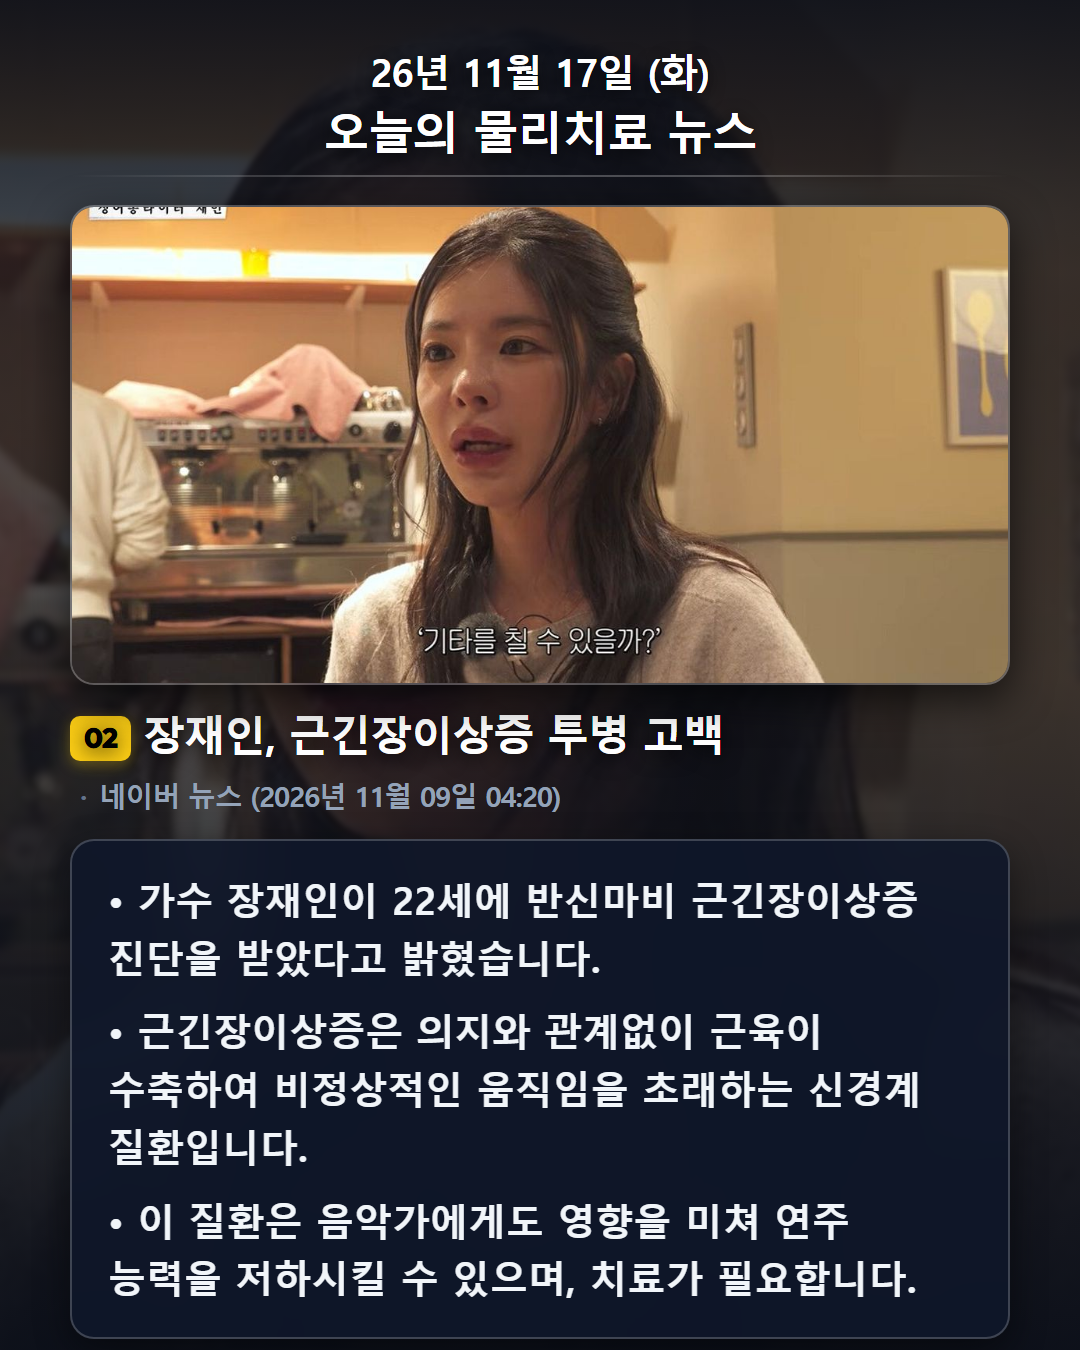 26년 11월 17일 (화)
오늘의 물리치료 뉴스
싱어송라이터 재인
'기타를 칠 수 있을까?'
02 장재인, 근긴장이상증 투병 고백
· 네이버 뉴스 (2026년 11월 09일 04:20)
• 가수 장재인이 22세에 반신마비 근긴장이상증
진단을 받았다고 밝혔습니다.
• 근긴장이상증은 의지와 관계없이 근육이
수축하여 비정상적인 움직임을 초래하는 신경계
질환입니다.
• 이 질환은 음악가에게도 영향을 미쳐 연주
능력을 저하시킬 수 있으며, 치료가 필요합니다.